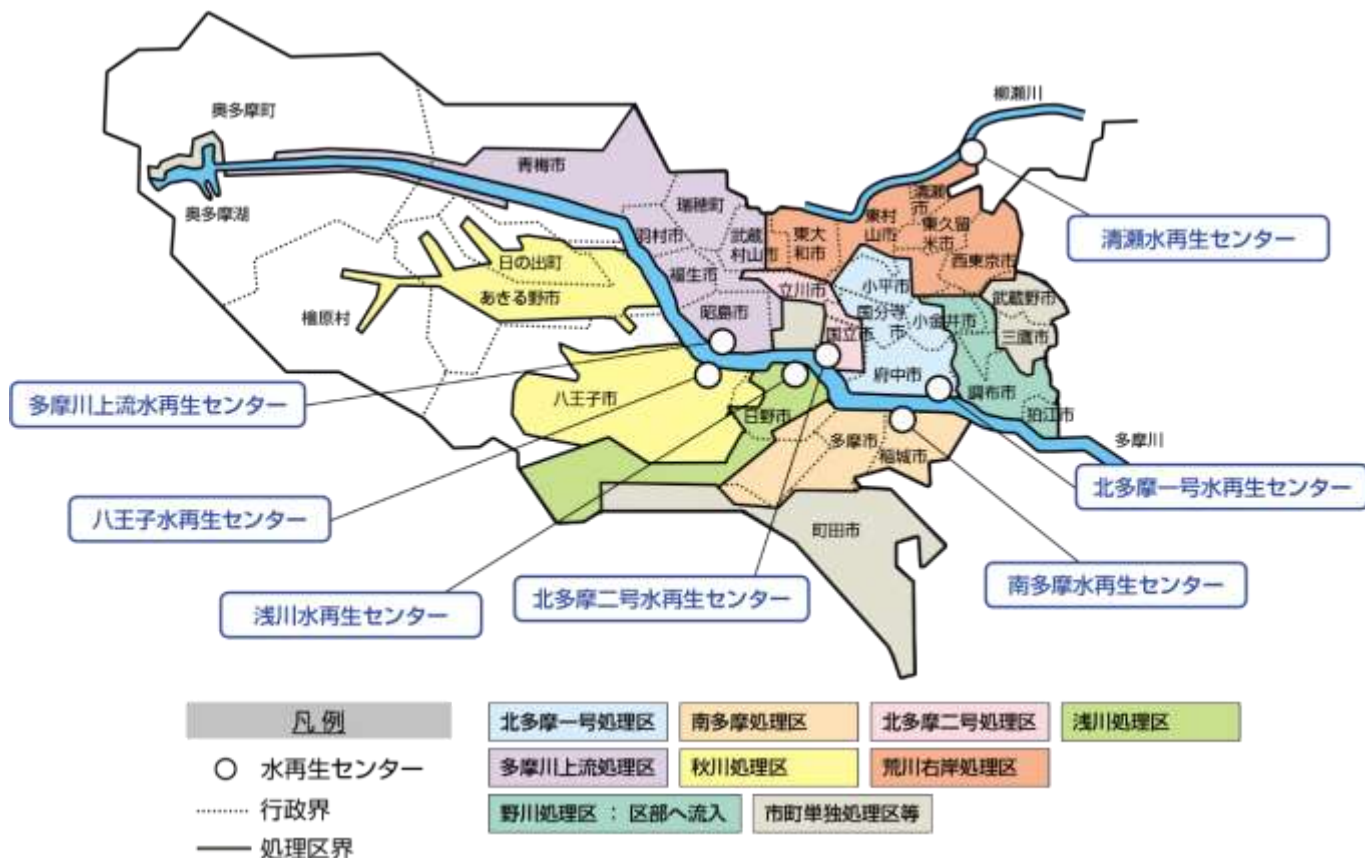 柳瀬川
奥多摩町
青梅市
清瀬
市
瑞穂町
東村
山市
東久留
米市
奥多摩湖
羽村市
武蔵
村山市
東大
和市
清瀬水再生センター
日の出町
西東京市
福生市
立川市
小平市
武蔵野市
あきる野市
昭島市
国分寺
市
小金井市
檜原村
国立市
三鷹市
府中市
調布市
多摩川上流水再生センター
八王子市
日野市
狛江市
多摩市
稲城市
多摩川
北多摩一号水再生センター
八王子水再生センター
町田市
南多摩水再生センター
浅川水再生センター
北多摩二号水再生センター
凡例
水再生センター
行政界
処理区界
北多摩一号処理区
南多摩処理区
北多摩二号処理区
浅川処理区
多摩川上流処理区
秋川処理区
荒川右岸処理区
野川処理区 : 区部へ流入
市町単独処理区等